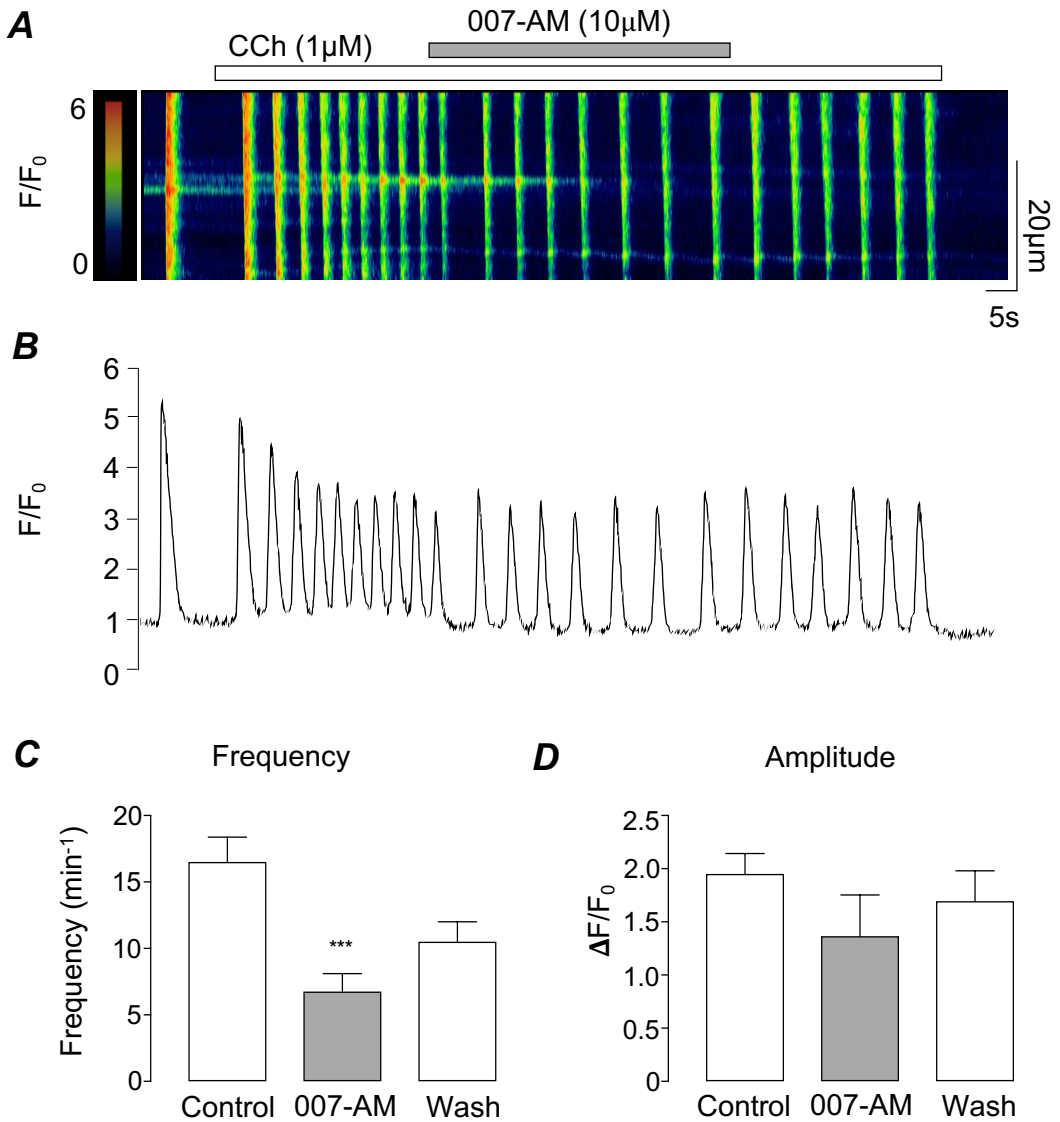 A
007-AM (10μM)
CCh (1μM)
6
F/F0
0
20μm
5s
B
6
5
4
3
2
1
0
F/F0
C
Frequency
20
15
10
5
0
Frequency (min-1)
***
Control 007-AM Wash
D
Amplitude
2.5
2.0
1.5
1.0
0.5
0
ΔF/F0
Control 007-AM Wash